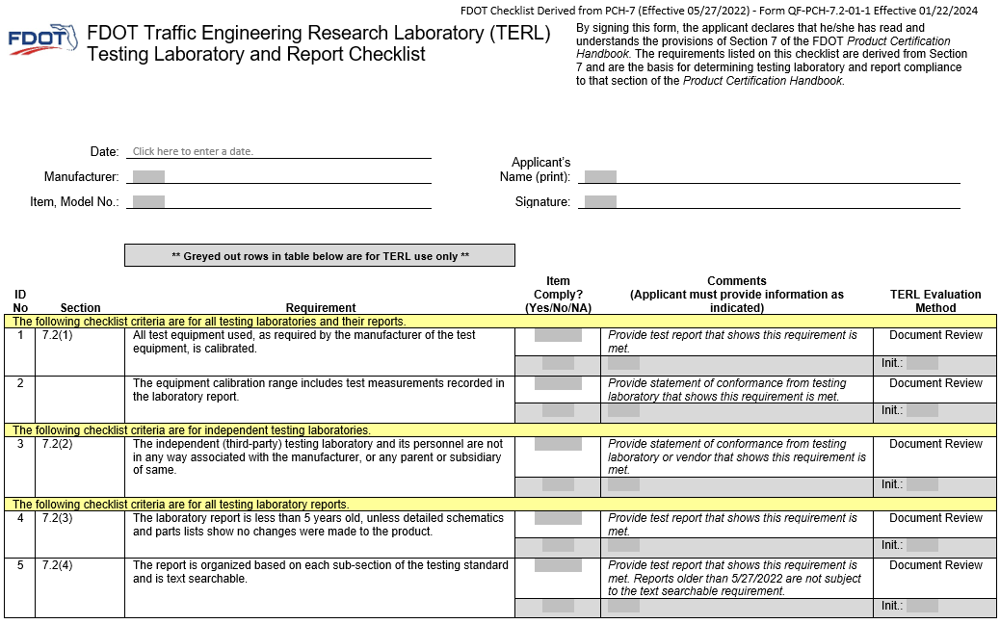 FDOT Checklist Derived from PCH-7 (Effective 05/27/2022) - Form QF-PCH-7.2-01-1 Effective 01/22/2024
FDOT
FDOT Traffic Engineering Research Laboratory (TERL)
Testing Laboratory and Report Checklist
By signing this form, the applicant declares that he/she has read and
understands the provisions of Section 7 of the FDOT Product Certification
Handbook. The requirements listed on this checklist are derived from Section
7 and are the basis for determining testing laboratory and report compliance
to that section of the Product Certification Handbook.
Date: Click here to enter a date.
Manufacturer:
Item, Model No.:
Applicant's
Name (print):
Signature:
** Greyed out rows in table below are for TERL use only **
ID
No
Section
Requirement
Item
Comply?
(Yes/No/NA)
Comments
(Applicant must provide information as
indicated)
TERL Evaluation
Method
The following checklist criteria are for all testing laboratories and their reports.
1
7.2(1)
All test equipment used, as required by the manufacturer of the test
equipment, is calibrated.
Provide test report that shows this requirement is
met.
Document Review
Init.:
2
The equipment calibration range includes test measurements recorded in
the laboratory report.
Provide statement of conformance from testing
laboratory that shows this requirement is met.
Document Review
Init.:
The following checklist criteria are for independent testing laboratories.
3
7.2(2)
The independent (third-party) testing laboratory and its personnel are not
in any way associated with the manufacturer, or any parent or subsidiary
of same.
Provide statement of conformance from testing
laboratory or vendor that shows this requirement is
met.
Document Review
Init.:
The following checklist criteria are for all testing laboratory reports.
4
7.2(3)
The laboratory report is less than 5 years old, unless detailed schematics
and parts lists show no changes were made to the product.
Provide test report that shows this requirement is
met.
Document Review
Init.:
5
7.2(4)
The report is organized based on each sub-section of the testing standard
and is text searchable.
Provide test report that shows this requirement is
met. Reports older than 5/27/2022 are not subject
to the text searchable requirement.
Document Review
Init.: